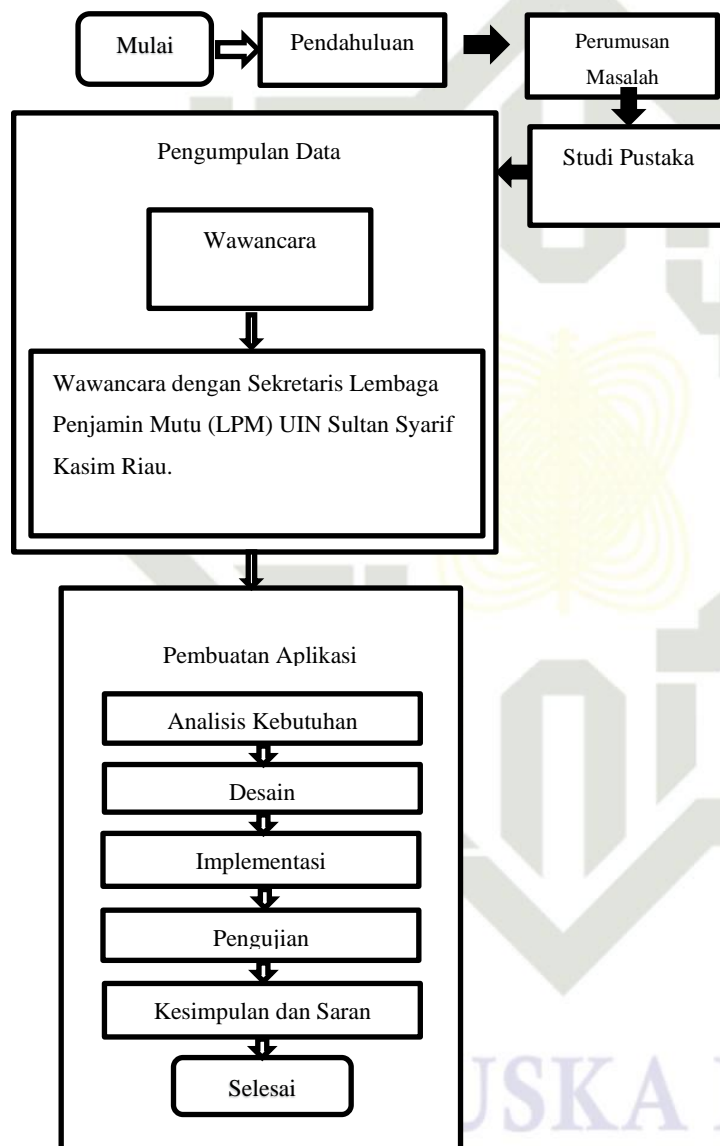 Mulai
Pendahuluan
Perumusan
Masalah
Studi Pustaka
Pengumpulan Data
Wawancara
Wawancara dengan Sekretaris Lembaga
Penjamin Mutu (LPM) UIN Sultan Syarif
Kasim Riau.
Pembuatan Aplikasi
Analisis Kebutuhan
Desain
Implementasi
Pengujian
Kesimpulan dan Saran
Selesai
USKA